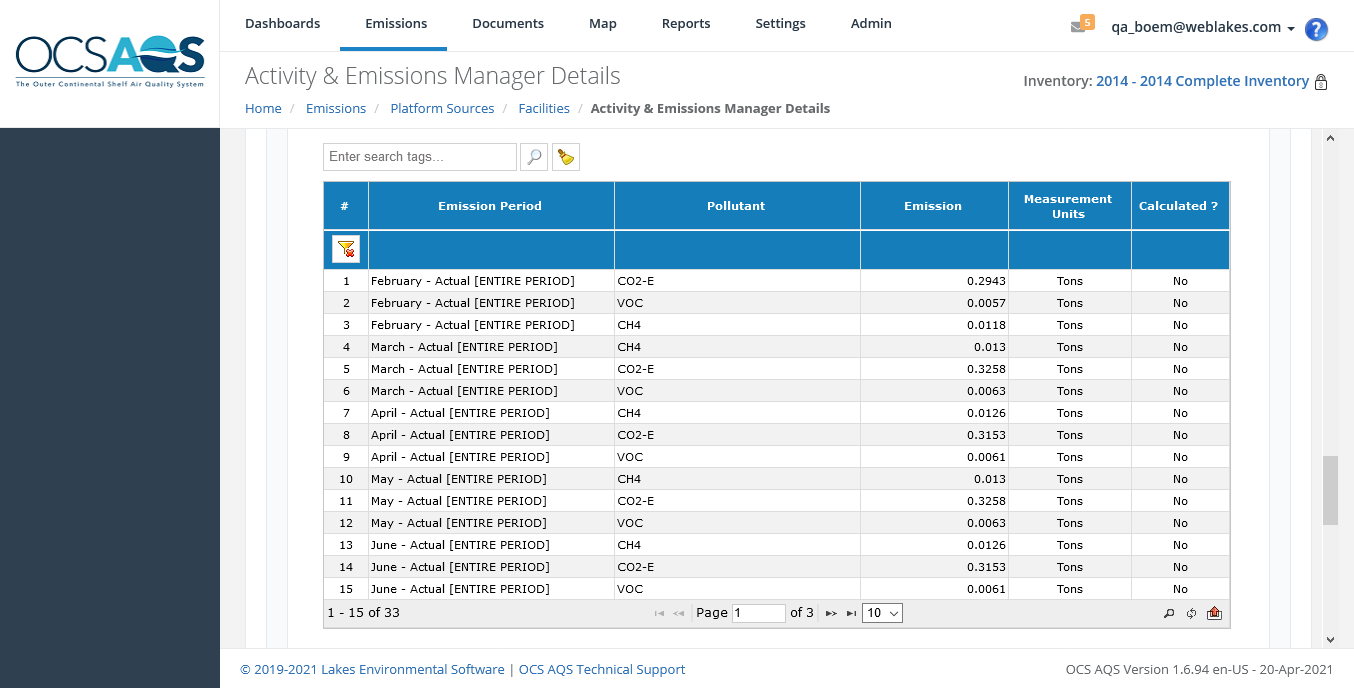 OCSAQS
The Outer Continental Shelf Air Quality System
Dashboards Emissions Documents Map Reports Settings Admin
5 qa_boem@weblakes.com ?
Activity & Emissions Manager Details
Inventory: 2014 - 2014 Complete Inventory
Home / Emissions / Platform Sources / Facilities / Activity & Emissions Manager Details
Enter search tags...
# Emission Period Pollutant Emission Measurement Units Calculated ?
1 February - Actual [ENTIRE PERIOD] CO2-E 0.2943 Tons No
2 February - Actual [ENTIRE PERIOD] VOC 0.0057 Tons No
3 February - Actual [ENTIRE PERIOD] CH4 0.0118 Tons No
4 March - Actual [ENTIRE PERIOD] CH4 0.013 Tons No
5 March - Actual [ENTIRE PERIOD] CO2-E 0.3258 Tons No
6 March - Actual [ENTIRE PERIOD] VOC 0.0063 Tons No
7 April - Actual [ENTIRE PERIOD] CH4 0.0126 Tons No
8 April - Actual [ENTIRE PERIOD] CO2-E 0.3153 Tons No
9 April - Actual [ENTIRE PERIOD] VOC 0.0061 Tons No
10 May - Actual [ENTIRE PERIOD] CH4 0.013 Tons No
11 May - Actual [ENTIRE PERIOD] CO2-E 0.3258 Tons No
12 May - Actual [ENTIRE PERIOD] VOC 0.0063 Tons No
13 June - Actual [ENTIRE PERIOD] CH4 0.0126 Tons No
14 June - Actual [ENTIRE PERIOD] CO2-E 0.3153 Tons No
15 June - Actual [ENTIRE PERIOD] VOC 0.0061 Tons No
1 - 15 of 33 Page 1 of 3 10
© 2019-2021 Lakes Environmental Software | OCS AQS Technical Support
OCS AQS Version 1.6.94 en-US - 20-Apr-2021